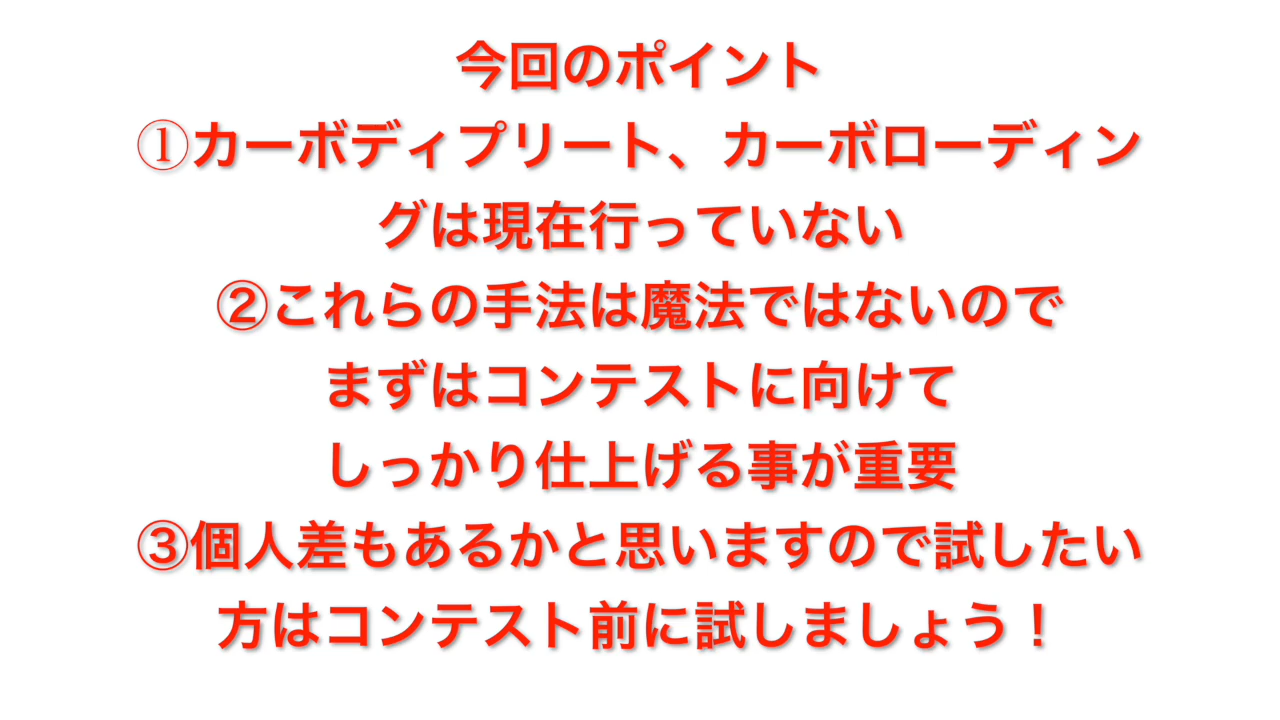 今回のポイント
①カーボディプリート、カーボローディン
グは現在行っていない
②これらの手法は魔法ではないので
まずはコンテストに向けて
しっかり仕上げる事が重要
③個人差もあるかと思いますので試したい
方はコンテスト前に試しましょう！